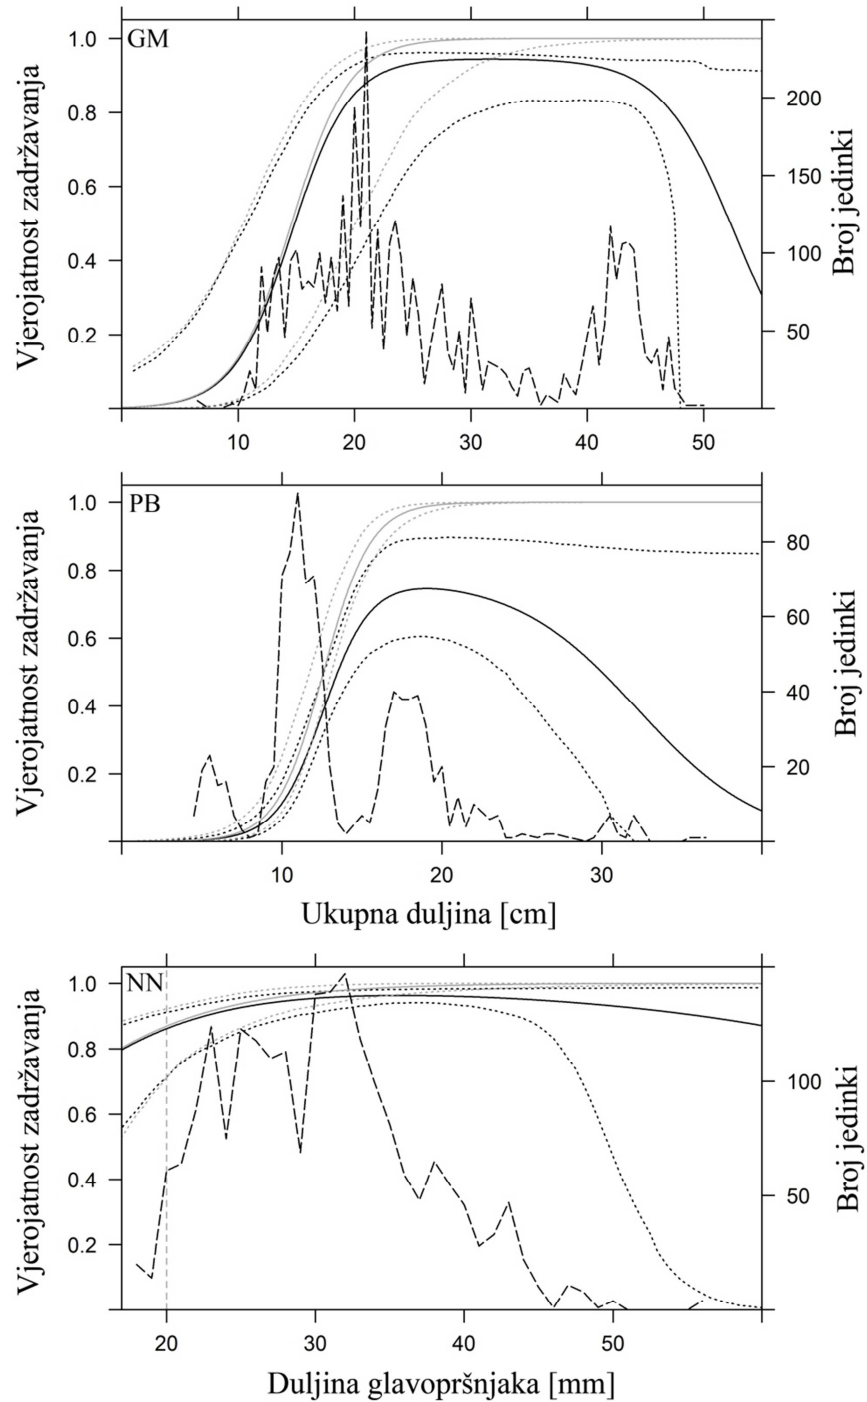 GM
Vjerojatnost zadržavanja
1.0
0.8
0.6
0.4
0.2
Broj jedinki
200
150
100
50
10 20 30 40 50
PB
Vjerojatnost zadržavanja
1.0
0.8
0.6
0.4
0.2
Broj jedinki
80
60
40
20
10 20 30
Ukupna duljina [cm]
NN
Vjerojatnost zadržavanja
1.0
0.8
0.6
0.4
0.2
Broj jedinki
100
50
20 30 40 50
Duljina glavopršnjaka [mm]